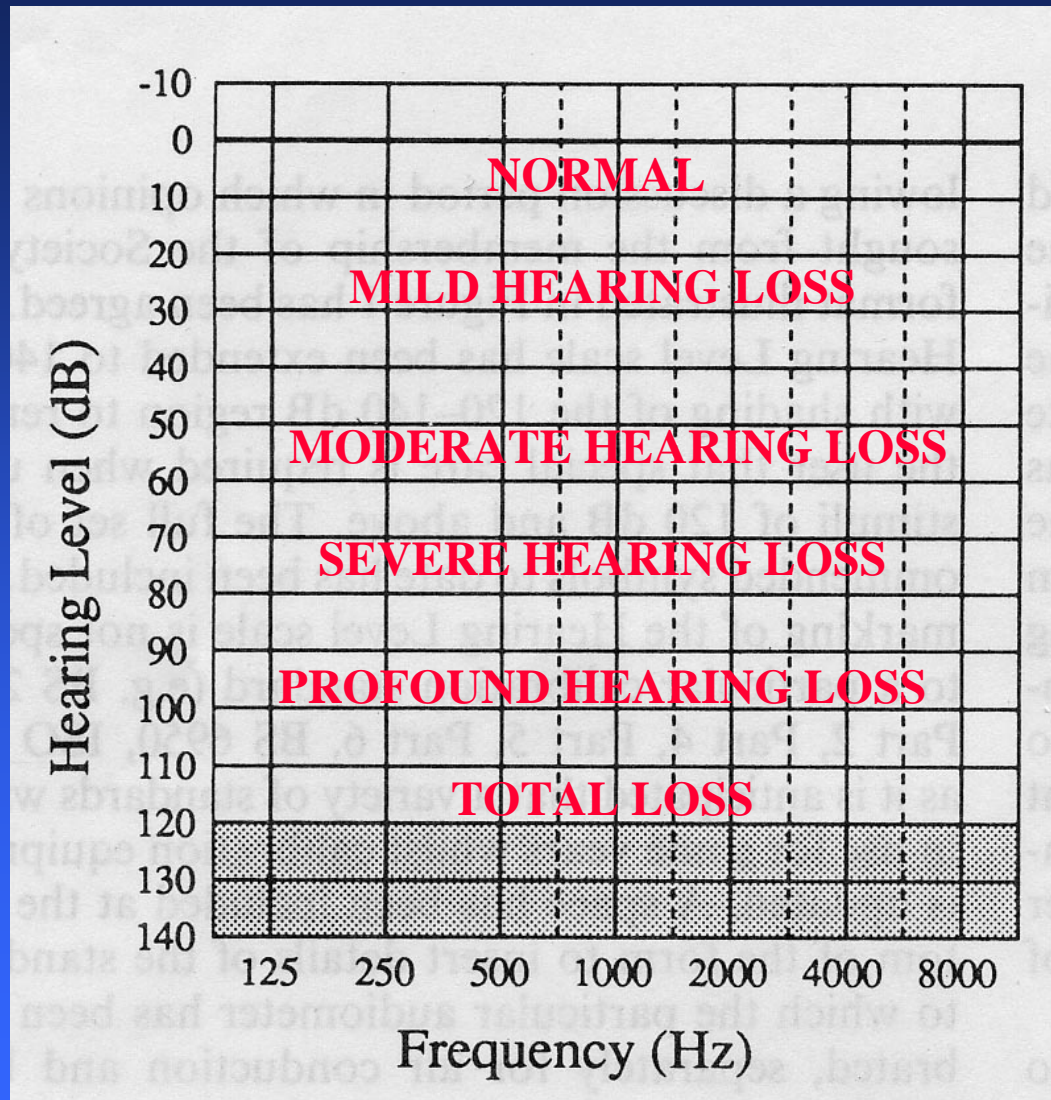 -10
0
NORMAL
10
20
MILD HEARING LOSS
30
40
50
MODERATE HEARING LOSS
60
70
SEVERE HEARING LOSS
80
90
PROFOUND HEARING LOSS
100
110
TOTAL LOSS
120
130
140
Hearing Level (dB)
125 250 500 1000 2000 4000 8000
Frequency (Hz)